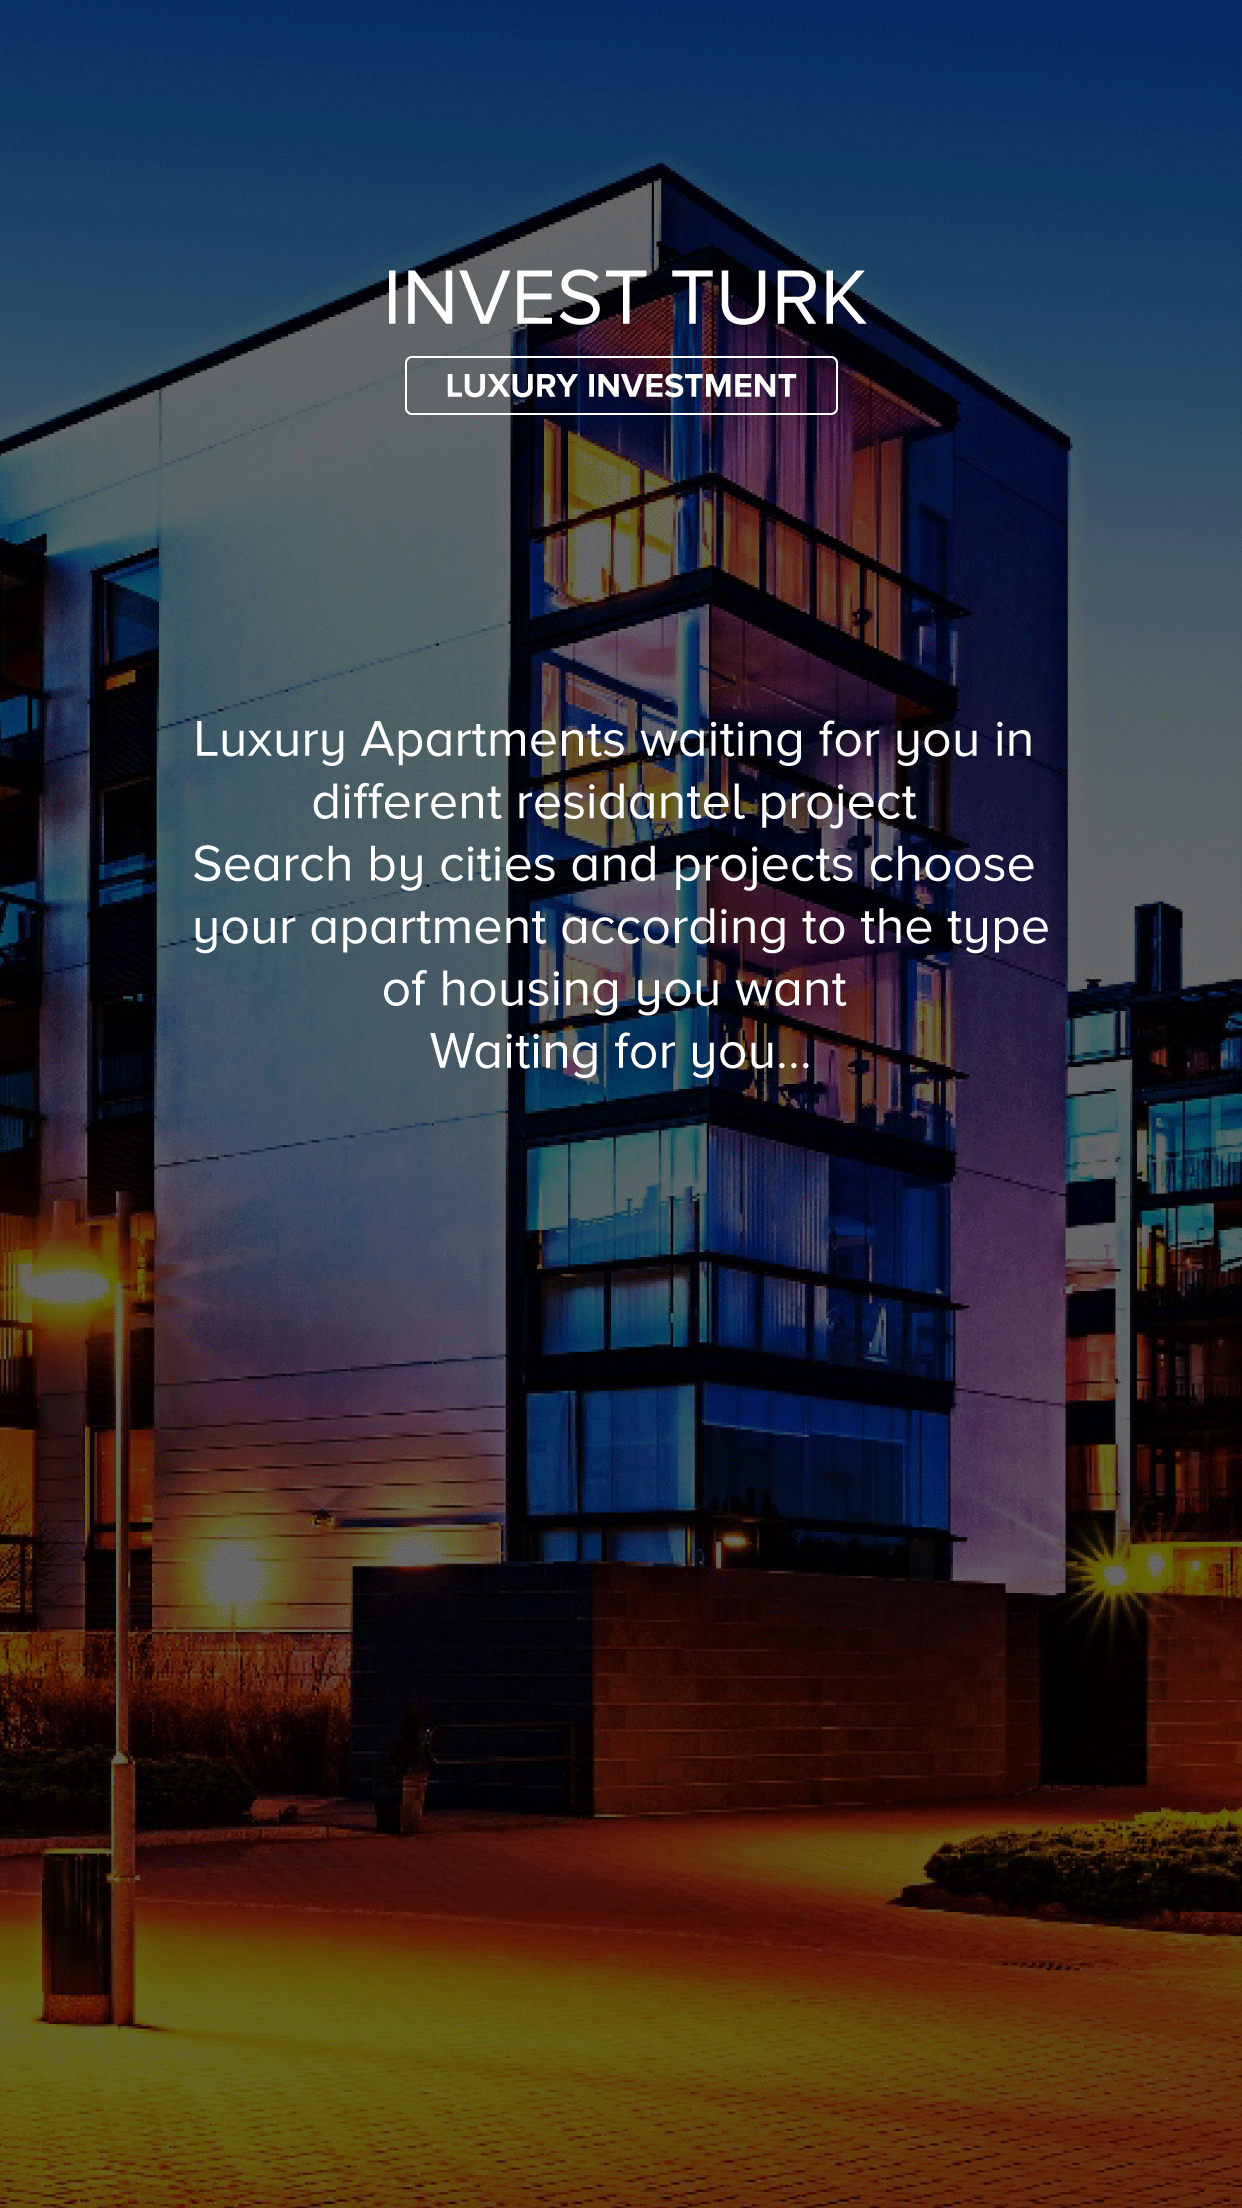 INVEST TURK
LUXURY INVESTMENT
Luxury Apartments waiting for you in
different residantel project
Search by cities and projects choose
your apartment according to the type
of housing you want
Waiting for you...